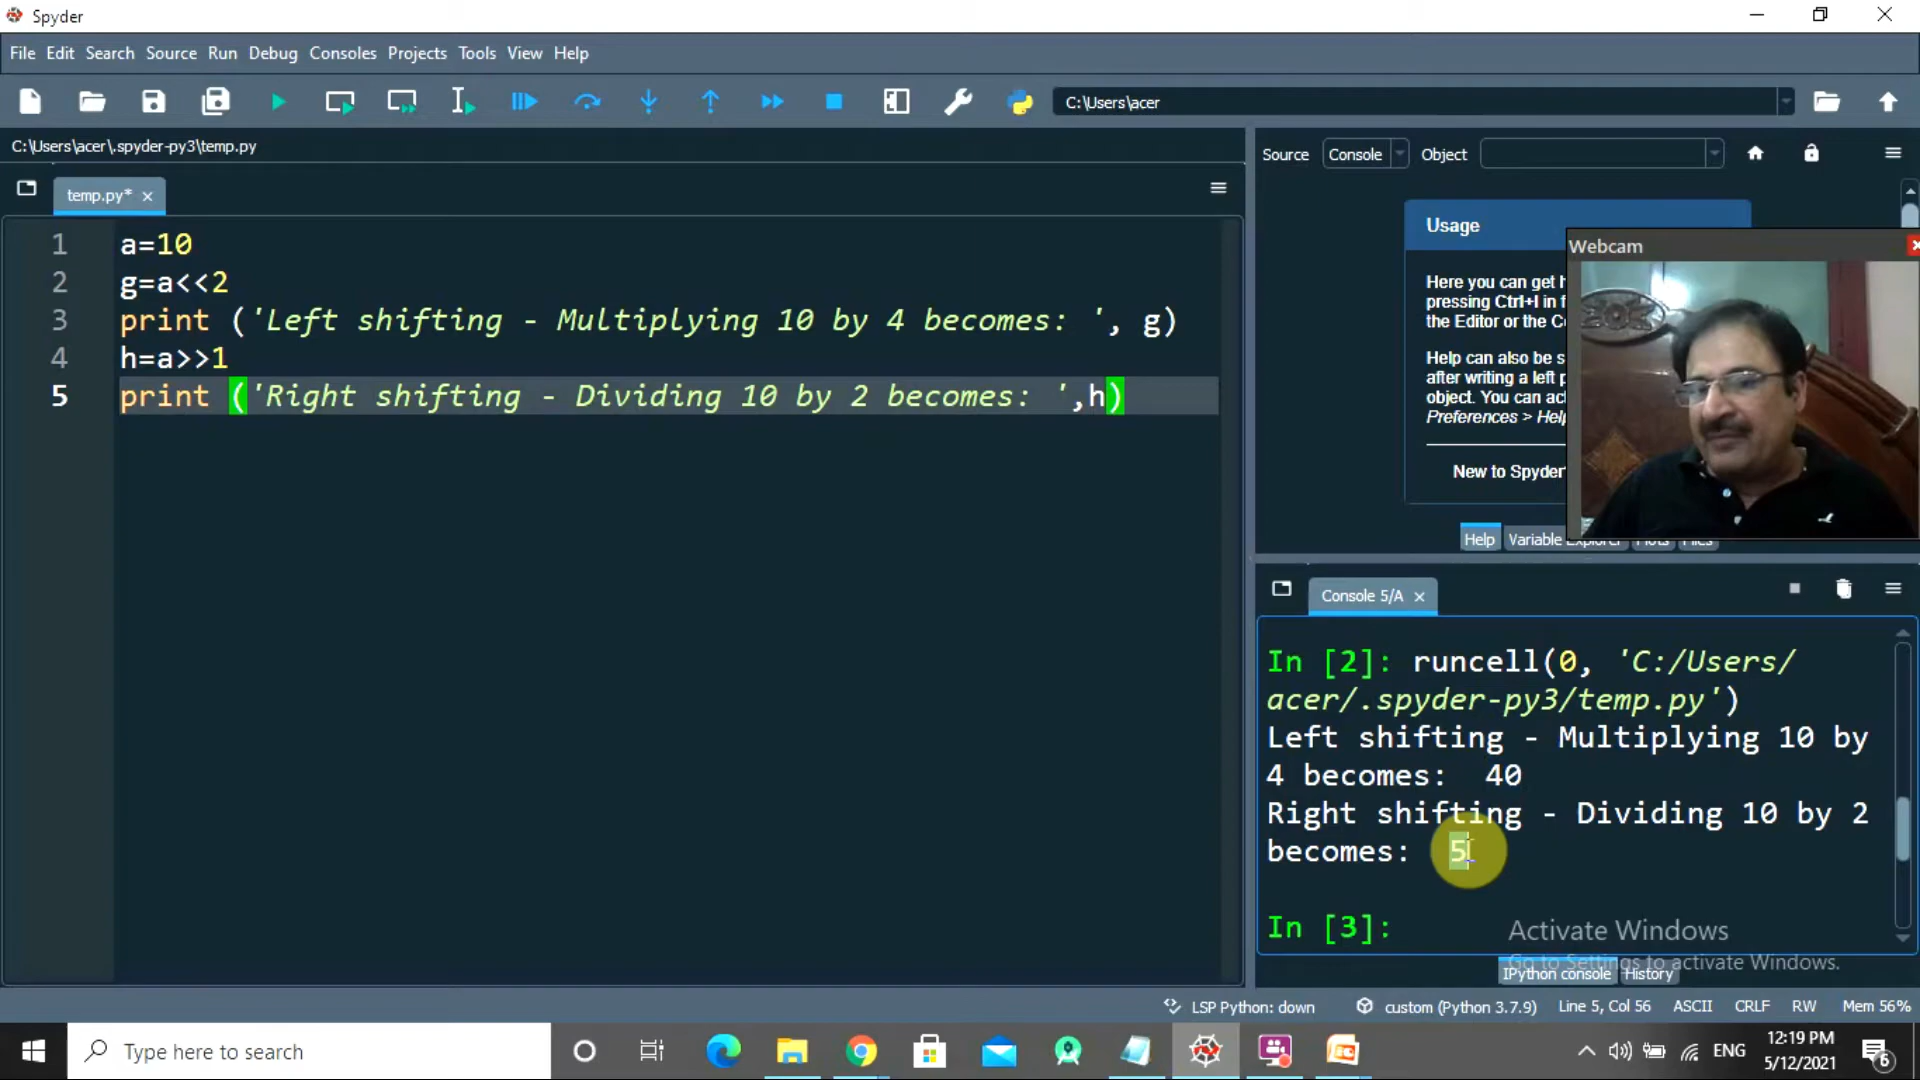 Spyder
File Edit Search Source Run Debug Consoles Projects Tools View Help
C:\Users\acer
C:\Users\acer\.spyder-py3\temp.py
Source Console Object
temp.py*
1 a=10
2 g=a<<2
3 print ('Left shifting - Multiplying 10 by 4 becomes: ', g)
4 h=a>>1
5 print ('Right shifting - Dividing 10 by 2 becomes: ',h)
Usage
Here you can get
pressing Ctrl+I in
the Editor or the
Help can also be
after writing a left
object. You can
Preferences >
New to Spyder
Webcam
Help Variable Explorer Plots Files
Console 5/A
In [2]: runcell(0, 'C:/Users/
acer/.spyder-py3/temp.py')
Left shifting - Multiplying 10 by
4 becomes:  40
Right shifting - Dividing 10 by 2
becomes:  5
In [3]:
Activate Windows
Go to Settings to activate Windows.
IPython console History
LSP Python: down custom (Python 3.7.9) Line 5, Col 56 ASCII CRLF RW Mem 56%
Type here to search
ENG
12:19 PM
5/12/2021
6